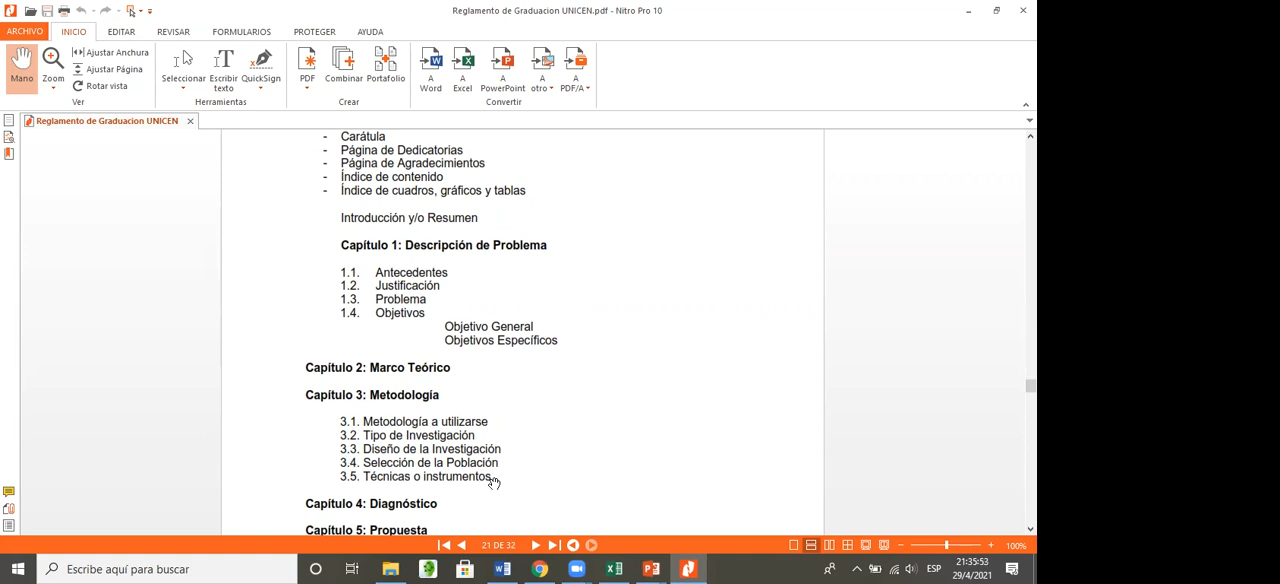 Reglamento de Graduacion UNICEN.pdf - Nitro Pro 10
ARCHIVO INICIO EDITAR REVISAR FORMULARIOS PROTEGER AYUDA
Mano
Zoom
Ajustar Anchura
Ajustar Página
Rotar vista
Ver
Seleccionar
Escribir texto
QuickSign
Herramientas
PDF
Combinar
Portafolio
Crear
A Word
A Excel
A PowerPoint
A otro
A PDF/A
Convertir
Reglamento de Graduacion UNICEN
- Carátula
- Página de Dedicatorias
- Página de Agradecimientos
- Índice de contenido
- Índice de cuadros, gráficos y tablas
Introducción y/o Resumen
Capítulo 1: Descripción de Problema
1.1. Antecedentes
1.2. Justificación
1.3. Problema
1.4. Objetivos
Objetivo General
Objetivos Específicos
Capítulo 2: Marco Teórico
Capítulo 3: Metodología
3.1. Metodología a utilizarse
3.2. Tipo de Investigación
3.3. Diseño de la Investigación
3.4. Selección de la Población
3.5. Técnicas o instrumentos
Capítulo 4: Diagnóstico
Capítulo 5: Propuesta
21 DE 32
100%
Escribe aquí para buscar
ESP
21:35:53
29/4/2021